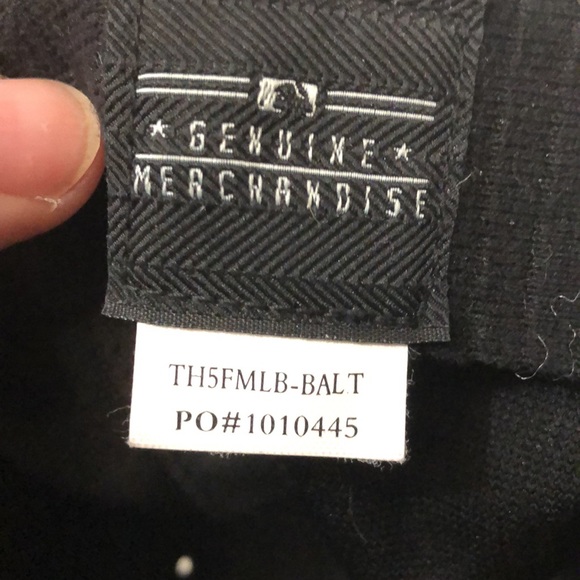 ★ GENUINE ★
MERCHANDISE
TH5FMLB-BALT
PO#1010445